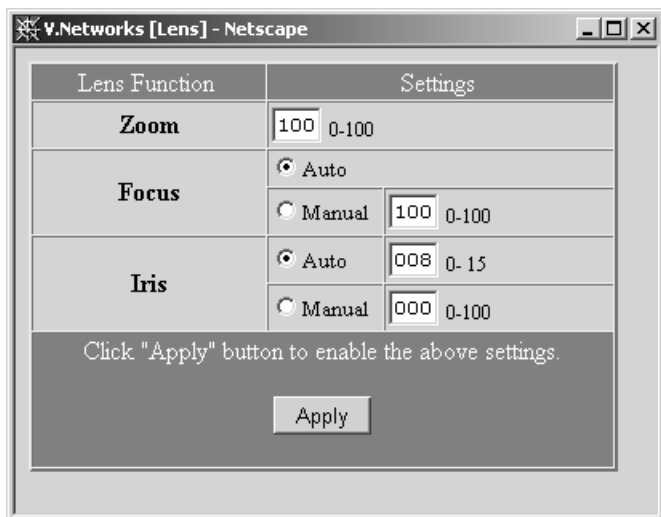 V.Networks [Lens] - Netscape
Lens Function Settings
Zoom 100 0-100
Focus Auto
Manual 100 0-100
Iris Auto 008 0- 15
Manual 000 0-100
Click "Apply" button to enable the above settings.
Apply